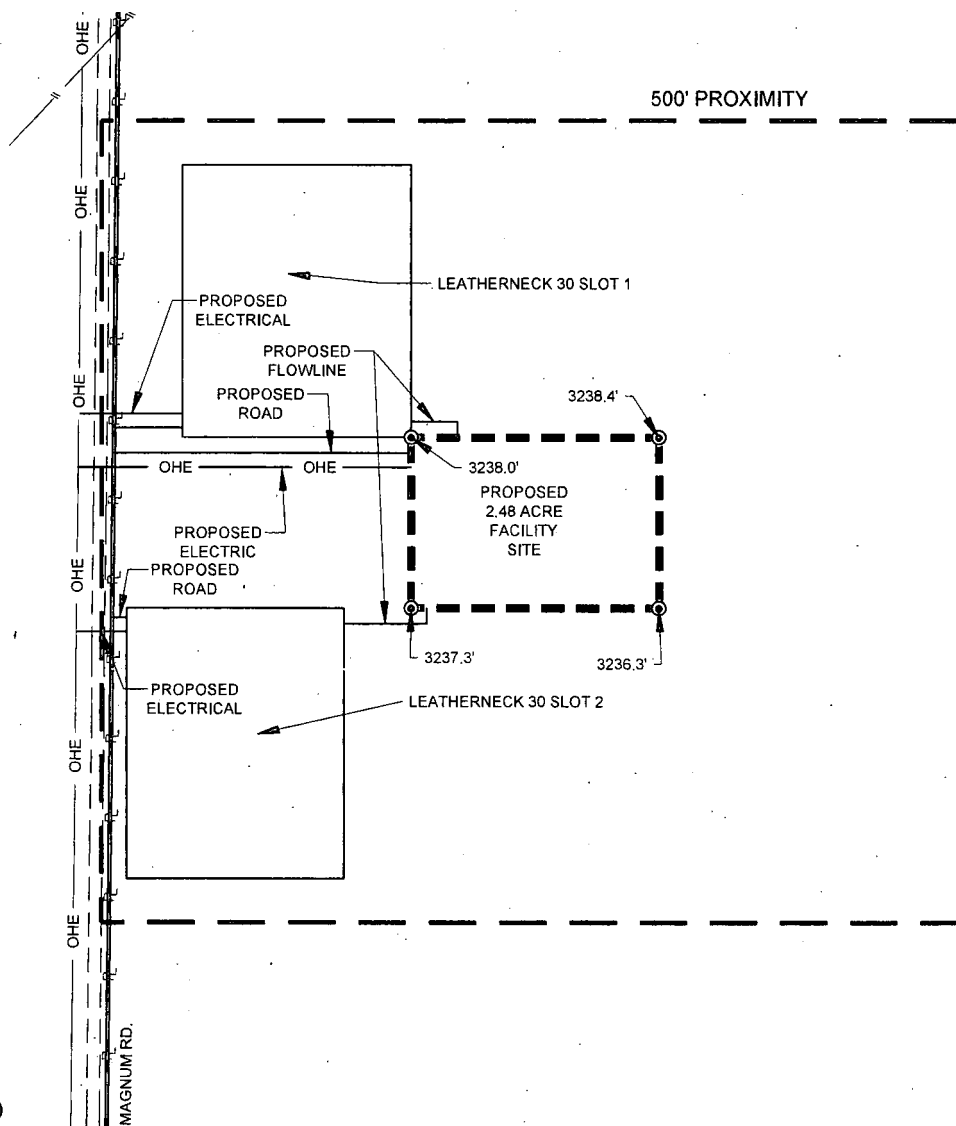 OHE
500' PROXIMITY
OHE
OHE
LEATHERNECK 30 SLOT 1
PROPOSED
ELECTRICAL
PROPOSED
FLOWLINE
PROPOSED
ROAD
OHE
3238.4'
OHE
OHE
3238.0'
PROPOSED
2.48 ACRE
FACILITY
SITE
PROPOSED
ELECTRIC
PROPOSED
ROAD
OHE
3237.3'
3236.3'
PROPOSED
ELECTRICAL
LEATHERNECK 30 SLOT 2
OHE
OHE
MAGNUM RD.